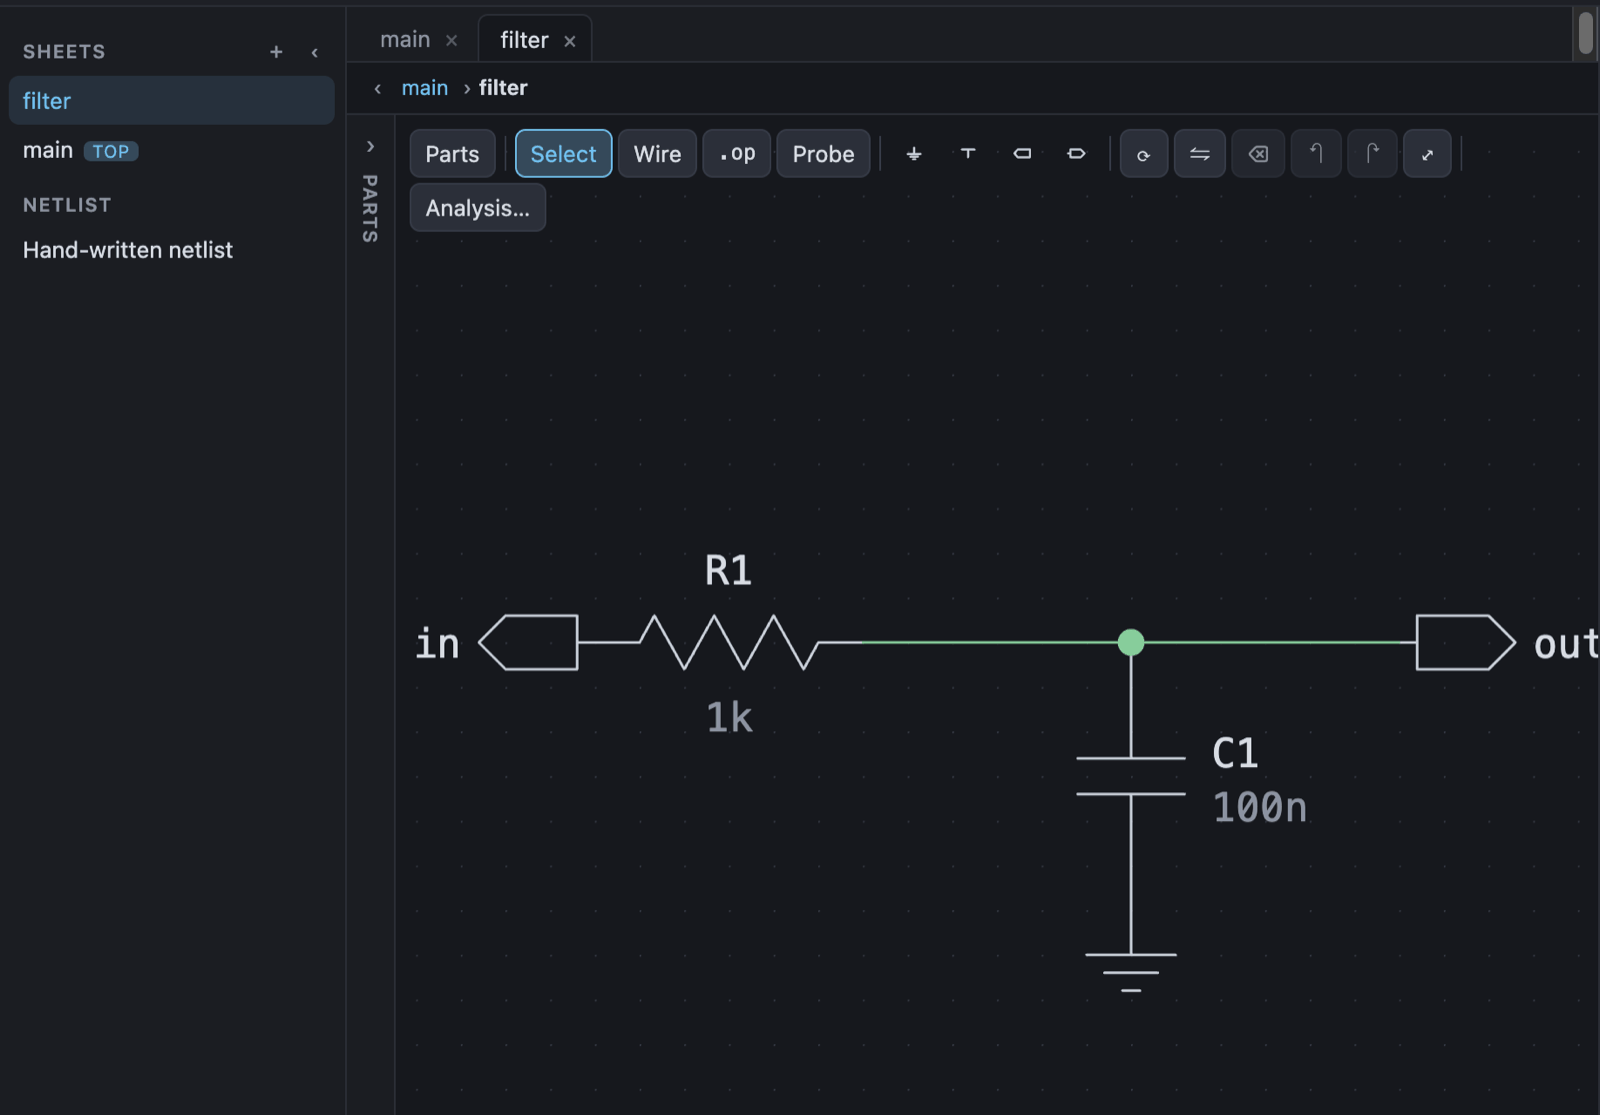 SHEETS
filter
main TOP
NETLIST
Hand-written netlist
main filter
main › filter
PARTS
Parts Select Wire .op Probe
Analysis...
R1
in
out
1k
C1
100n